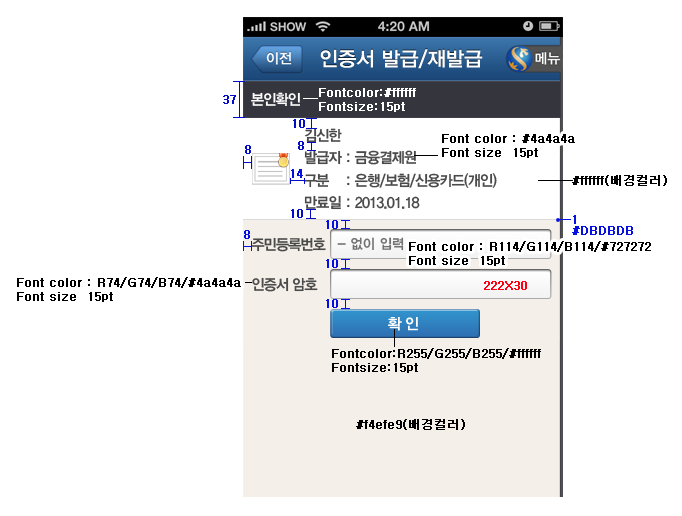 SHOW 4:20 AM
이전 인증서 발급/재발급 메뉴
37 본인확인 Fontcolor:#ffffff
Fontsize:15pt
10
김신한
8 발급자 : 금융결제원 Font color : #4a4a4a
Font size 15pt
8
14 구분 : 은행/보험/신용카드(개인) #ffffff(배경컬러)
만료일 : 2013.01.18
10
1
#DBDBDB
10
8 주민등록번호 - 없이 입력 Font color : R114/G114/B114/#727272
Font size 15pt
10
Font color : R74/G74/B74/#4a4a4a 인증서 암호 222X30
Font size 15pt
10
확인
Fontcolor:R255/G255/B255/#ffffff
Fontsize:15pt
#f4efe9(배경컬러)